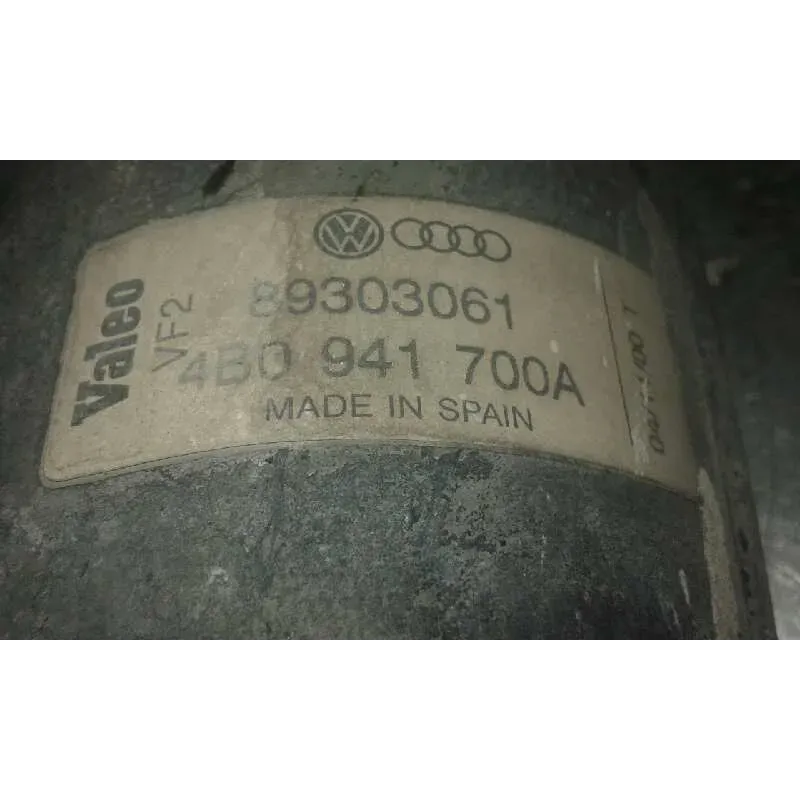 Valeo
VF2
89303061
4B0 941 700A
MADE IN SPAIN